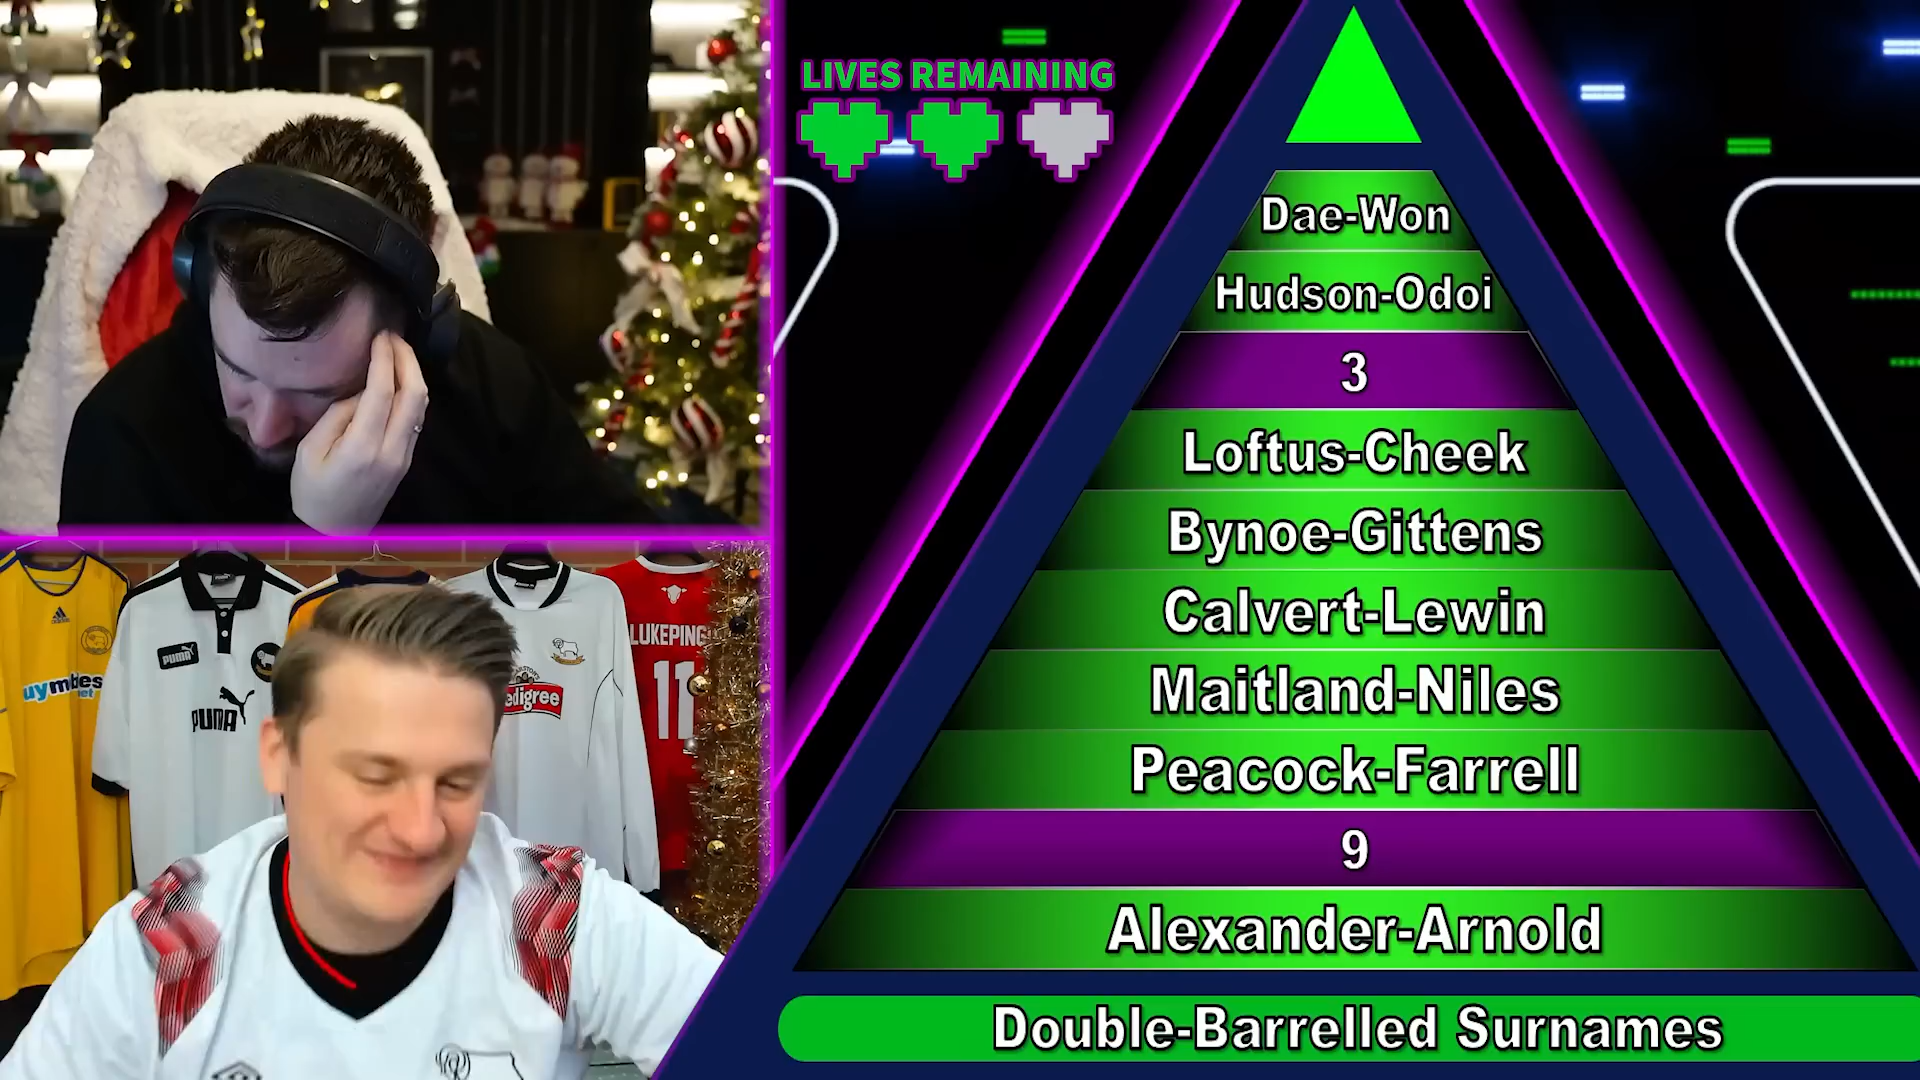 LIVES REMAINING
Dae-Won
Hudson-Odoi
3
Loftus-Cheek
Bynoe-Gittens
Calvert-Lewin
Maitland-Niles
Peacock-Farrell
9
Alexander-Arnold
Double-Barrelled Surnames
PUMA
PUMA
LUKEPING
11